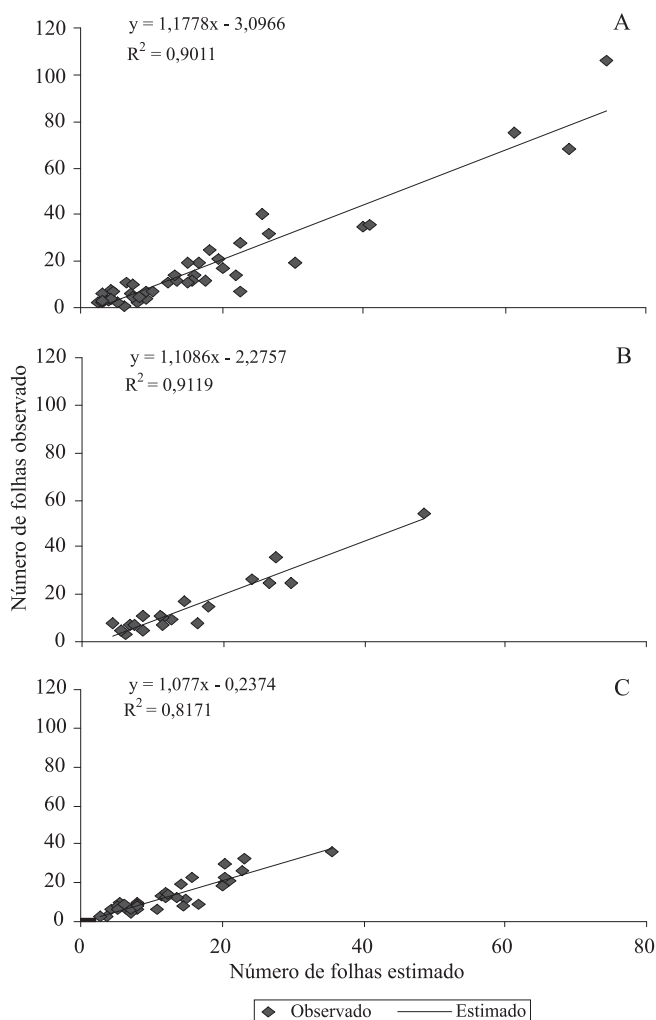 y = 1,1778x - 3,0966
R² = 0,9011
A
120
100
80
60
40
20
0
y = 1,1086x - 2,2757
R² = 0,9119
B
120
100
80
60
40
20
0
y = 1,077x - 0,2374
R² = 0,8171
C
120
100
80
60
40
20
0
0 20 40 60 80
Número de folhas observado
Número de folhas estimado
Observado Estimado